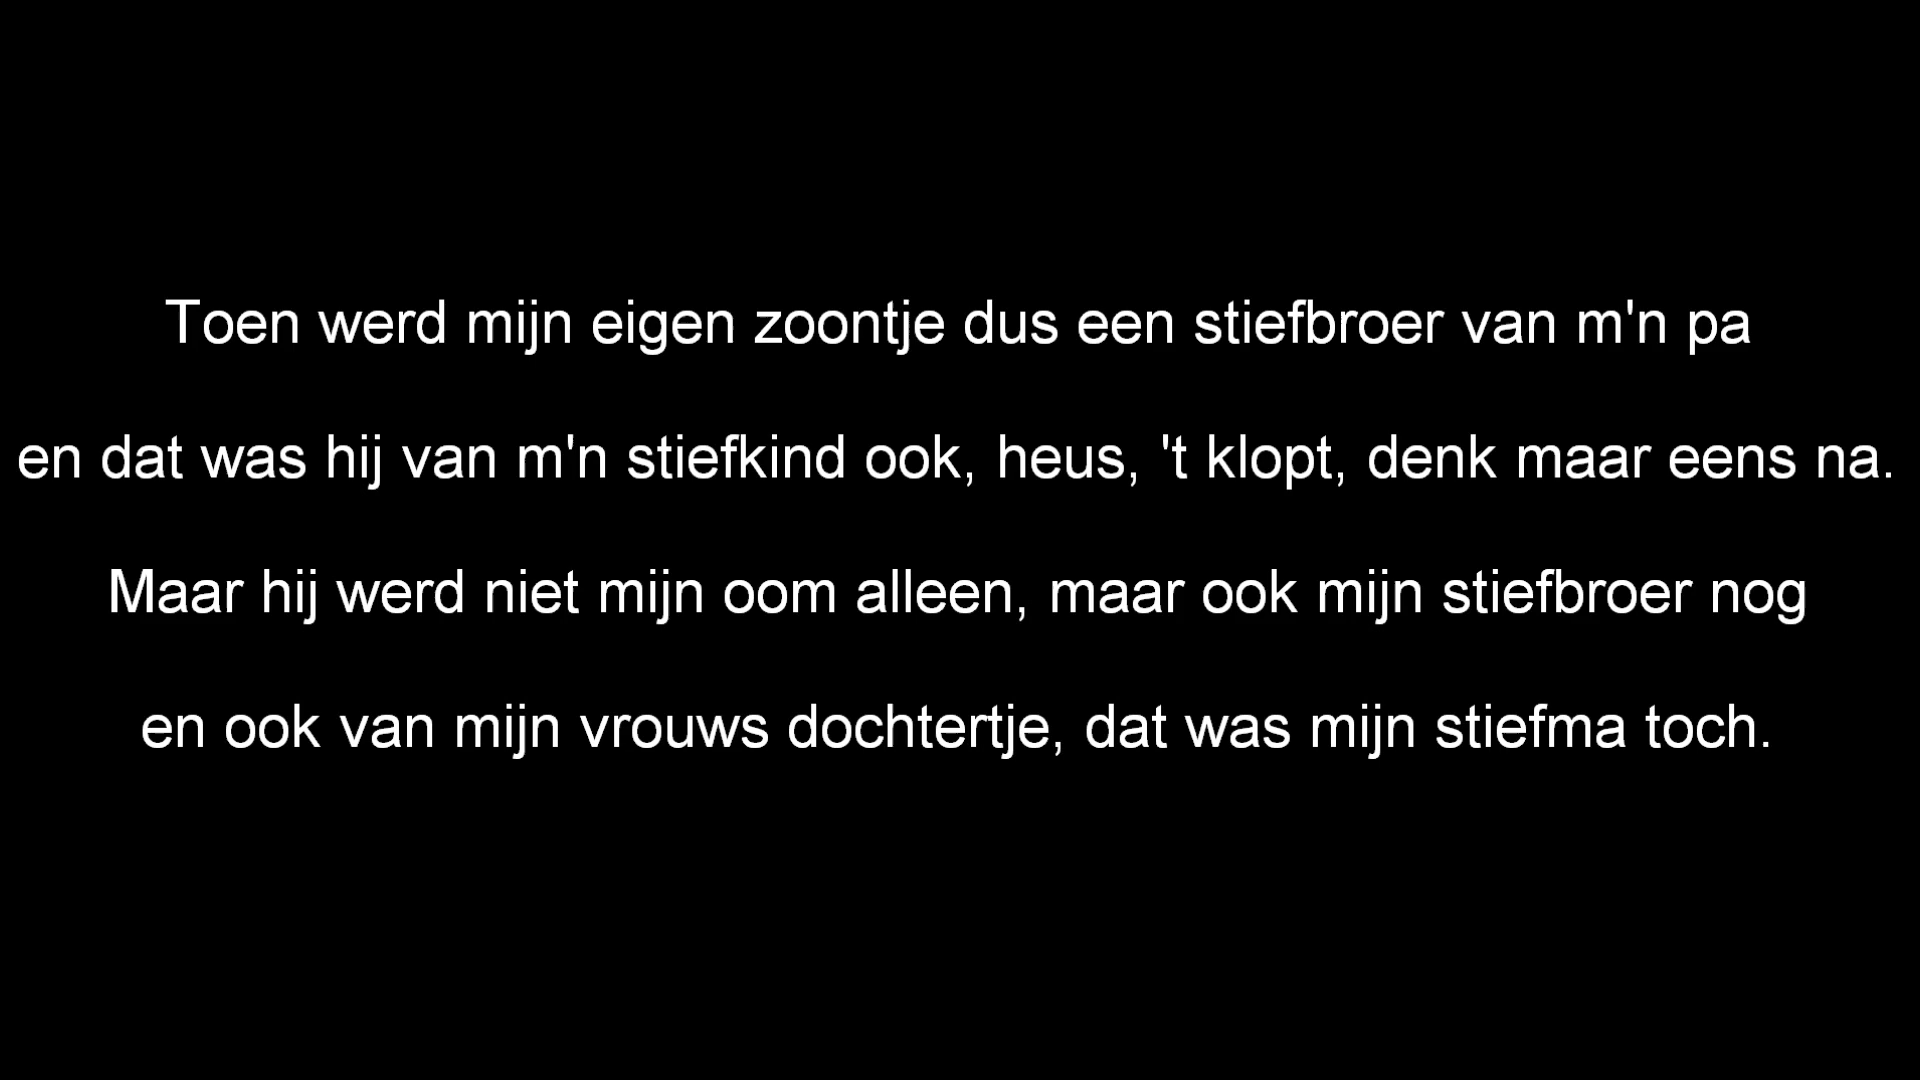 Toen werd mijn eigen zoontje dus een stiefbroer van m'n pa
en dat was hij van m'n stiefkind ook, heus, 't klopt, denk maar eens na.
Maar hij werd niet mijn oom alleen, maar ook mijn stiefbroer nog
en ook van mijn vrouws dochtertje, dat was mijn stiefma toch.